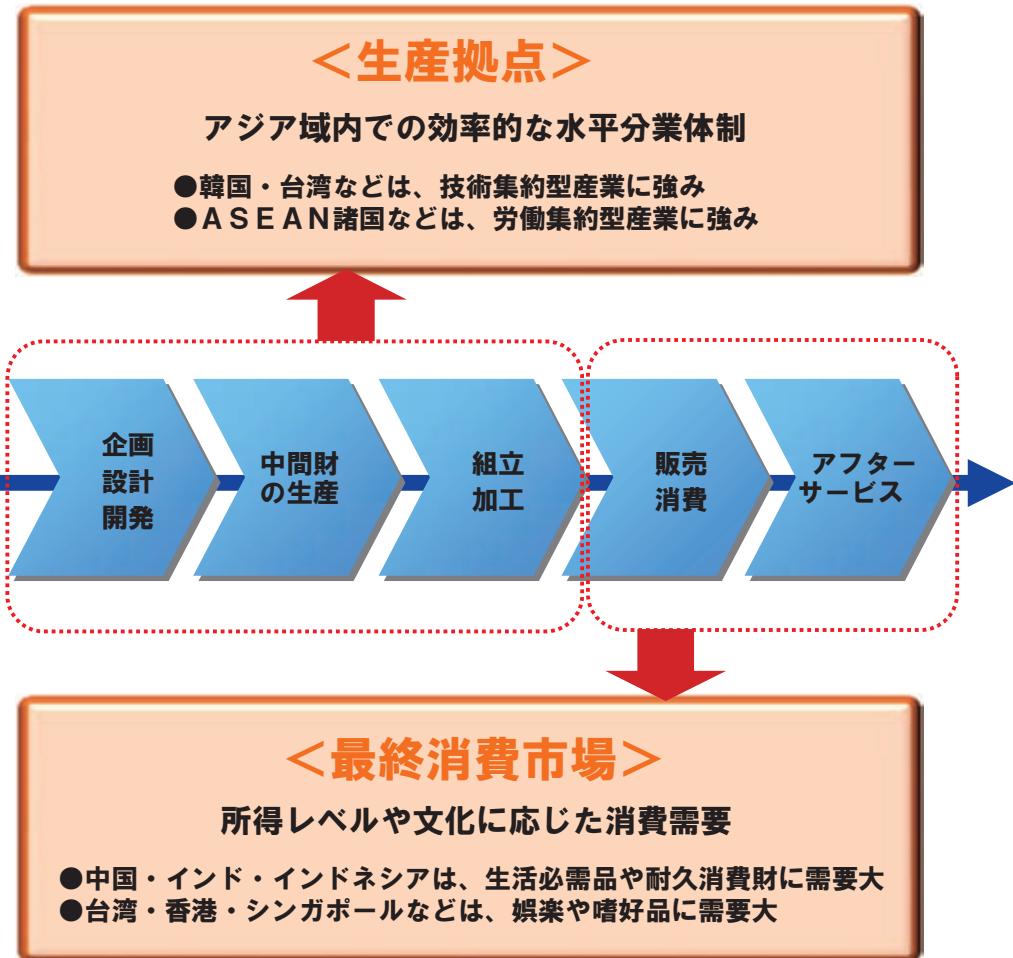 ＜生産拠点＞
アジア域内での効率的な水平分業体制
●韓国・台湾などは、技術集約型産業に強み
●ＡＳＥＡＮ諸国などは、労働集約型産業に強み
企画
設計
開発
中間財
の生産
組立
加工
販売
消費
アフター
サービス
＜最終消費市場＞
所得レベルや文化に応じた消費需要
●中国・インド・インドネシアは、生活必需品や耐久消費財に需要大
●台湾・香港・シンガポールなどは、娯楽や嗜好品に需要大